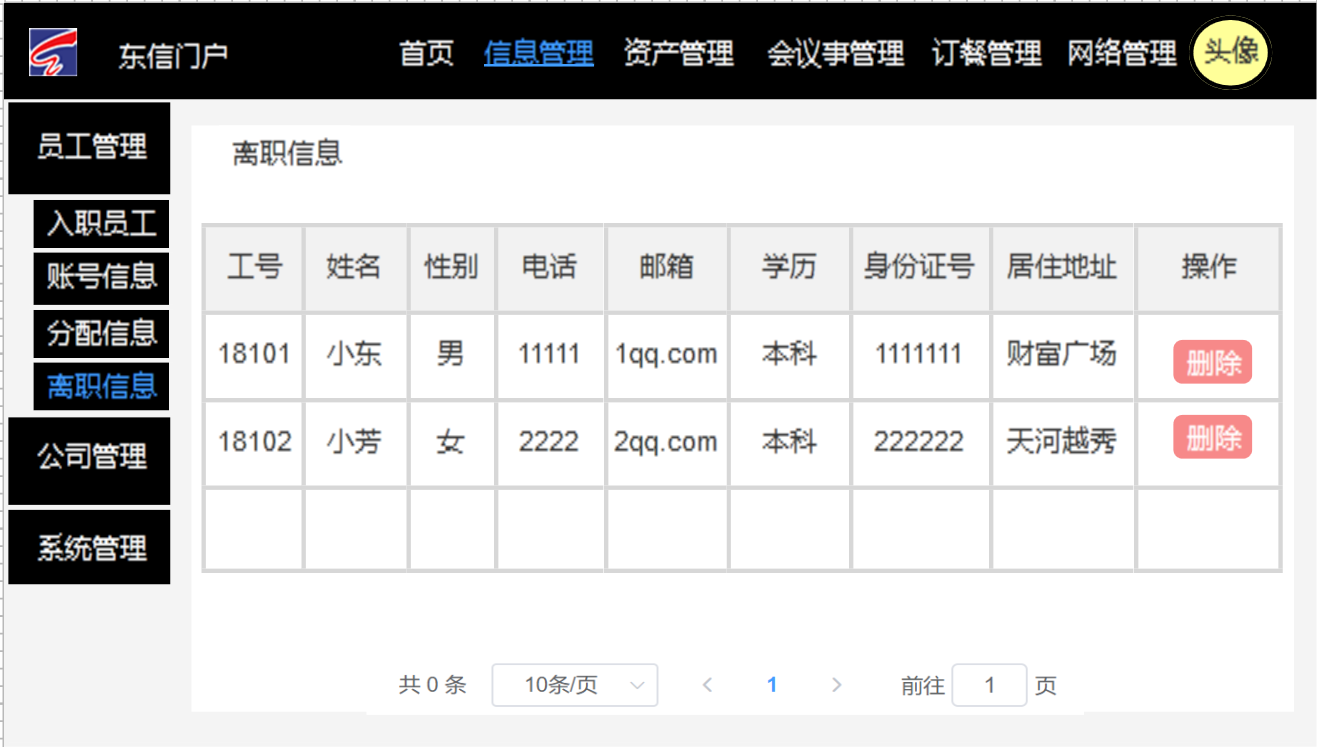 东信门户 首页 信息管理 资产管理 会议事管理 订餐管理 网络管理 头像
员工管理
入职员工
账号信息
分配信息
离职信息
公司管理
系统管理
离职信息
工号 姓名 性别 电话 邮箱 学历 身份证号 居住地址 操作
18101 小东 男 11111 1qq.com 本科 1111111 财富广场 删除
18102 小芳 女 2222 2qq.com 本科 222222 天河越秀 删除
共 0 条 10条/页 1 前往 1 页